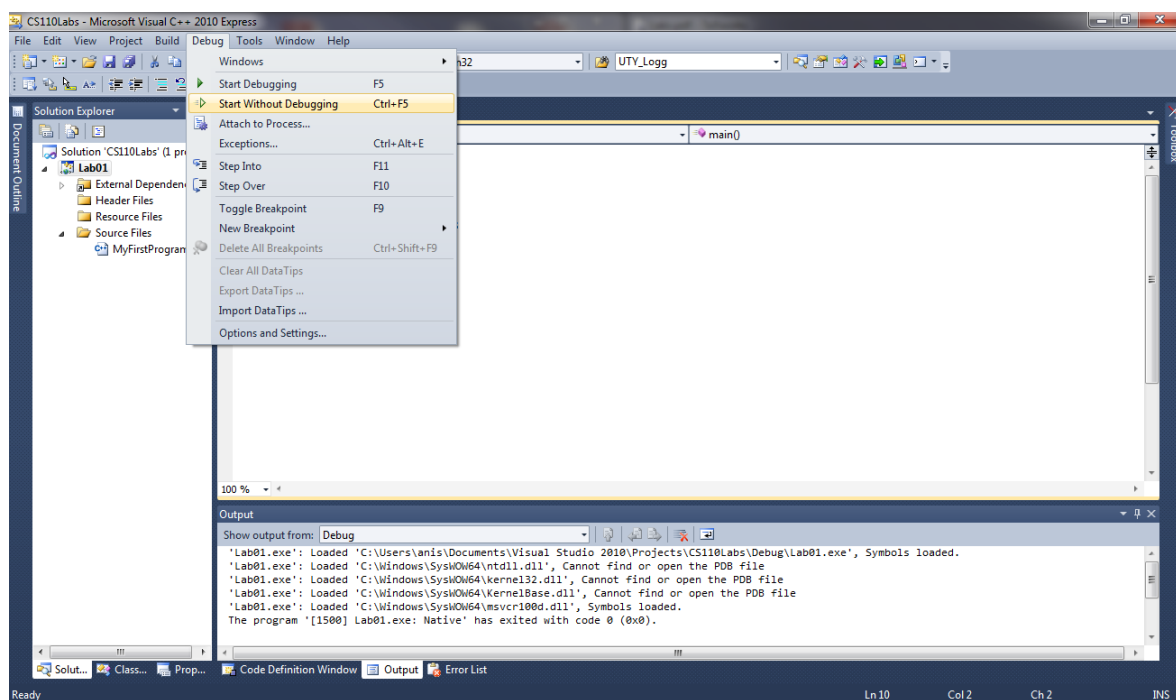 CS110Labs - Microsoft Visual C++ 2010 Express
File Edit View Project Build Debug Tools Window Help
UTY_Logg
Windows
Start Debugging F5
Start Without Debugging Ctrl+F5
Attach to Process...
Exceptions... Ctrl+Alt+E
Step Into F11
Step Over F10
Toggle Breakpoint F9
New Breakpoint
Delete All Breakpoints Ctrl+Shift+F9
Clear All DataTips
Export DataTips ...
Import DataTips ...
Options and Settings...
Document Outline
Solution Explorer
Solution 'CS110Labs' (1
Lab01
External
Header Files
Resource Files
Source Files
MyFirstProgram
main()
Toolbox
100 %
Output
Show output from: Debug
'Lab01.exe': Loaded 'C:\Users\anis\Documents\Visual Studio 2010\Projects\CS110Labs\Debug\Lab01.exe', Symbols loaded.
'Lab01.exe': Loaded 'C:\Windows\SysWOW64\ntdll.dll', Cannot find or open the PDB file
'Lab01.exe': Loaded 'C:\Windows\SysWOW64\kernel32.dll', Cannot find or open the PDB file
'Lab01.exe': Loaded 'C:\Windows\SysWOW64\KernelBase.dll', Cannot find or open the PDB file
'Lab01.exe': Loaded 'C:\Windows\SysWOW64\msvcr100d.dll', Symbols loaded.
The program '[1500] Lab01.exe: Native' has exited with code 0 (0x0).
Solut... Class... Prop... Code Definition Window Output Error List
Ready Ln 10 Col 2 Ch 2 INS